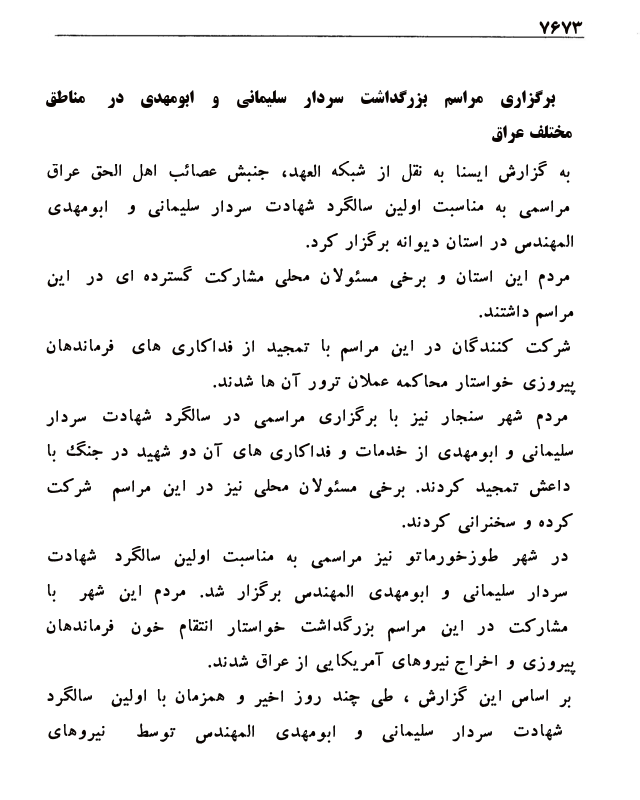 ۷۶۷۳
برگزاری مراسم بزرگداشت سردار سلیمانی و ابومهدی در مناطق
مختلف عراق
به گزارش ایسنا به نقل از شبکه العهد، جنبش عصائب اهل الحق عراق
مراسمی به مناسبت اولین سالگرد شهادت سردار سلیمانی و ابومهدی
المهندس در استان دیوانه برگزار کرد.
مردم این استان و برخی مسئولان محلی مشارکت گسترده ای در این
مراسم داشتند.
شرکت کنندگان در این مراسم با تمجید از فداکاری های فرماندهان
پیروزی خواستار محاکمه عملان ترور آن ها شدند.
مردم شهر سنجار نیز با برگزاری مراسمی در سالگرد شهادت سردار
سلیمانی و ابومهدی از خدمات و فداکاری های آن دو شهید در جنگ با
داعش تمجید کردند. برخی مسئولان محلی نیز در این مراسم شرکت
کرده و سخنرانی کردند.
در شهر طوزخورماتو نیز مراسمی به مناسبت اولین سالگرد شهادت
سردار سلیمانی و ابومهدی المهندس برگزار شد. مردم این شهر با
مشارکت در این مراسم بزرگداشت خواستار انتقام خون فرماندهان
پیروزی و اخراج نیروهای آمریکایی از عراق شدند.
بر اساس این گزارش ، طی چند روز اخیر و همزمان با اولین سالگرد
شهادت سردار سلیمانی و ابومهدی المهندس توسط نیروهای